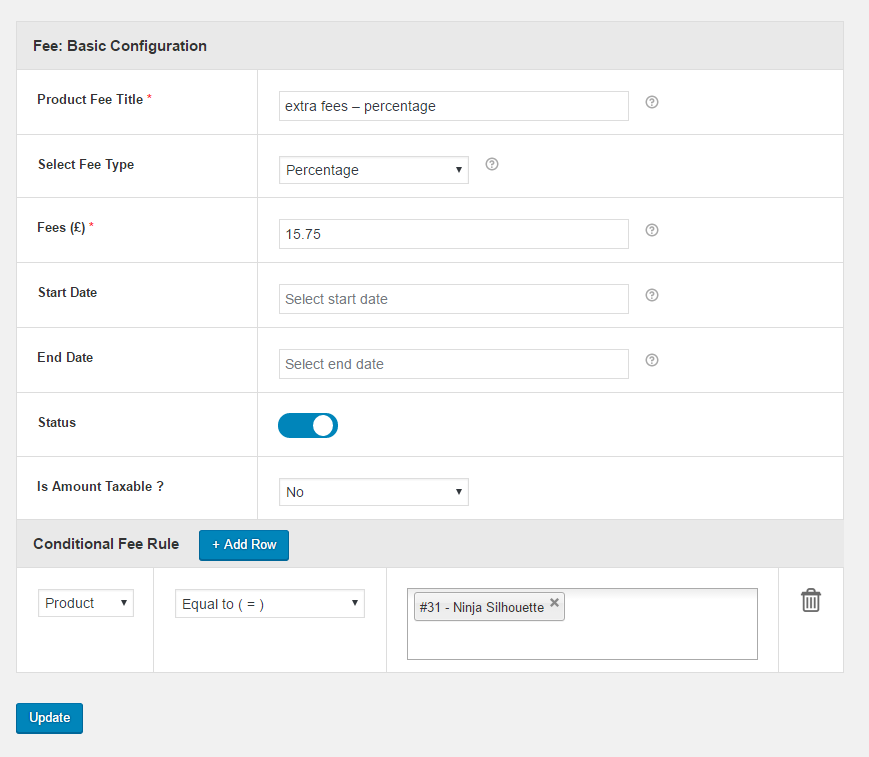 Fee: Basic Configuration
Product Fee Title *
extra fees – percentage
Select Fee Type
Percentage
Fees (£) *
15.75
Start Date
Select start date
End Date
Select end date
Status
Is Amount Taxable ?
No
Conditional Fee Rule
+ Add Row
Product
Equal to ( = )
#31 - Ninja Silhouette
Update